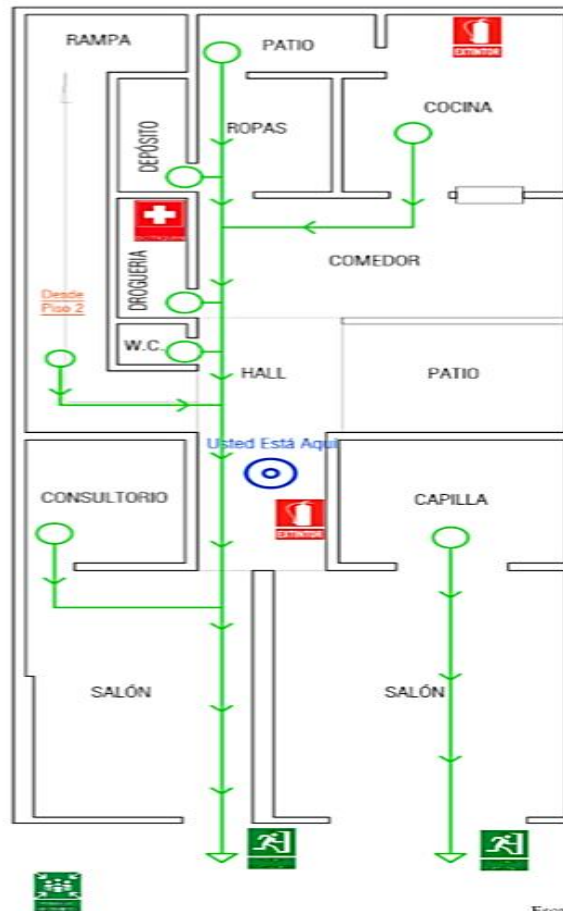 RAMPA
PATIO
EXTINTOR
COCINA
DEPÓSITO
ROPAS
DROGUERIA
COMEDOR
Desde
Piso 2
W.C.
HALL
PATIO
Usted Está Aquí
CONSULTORIO
EXTINTOR
CAPILLA
SALÓN
SALÓN